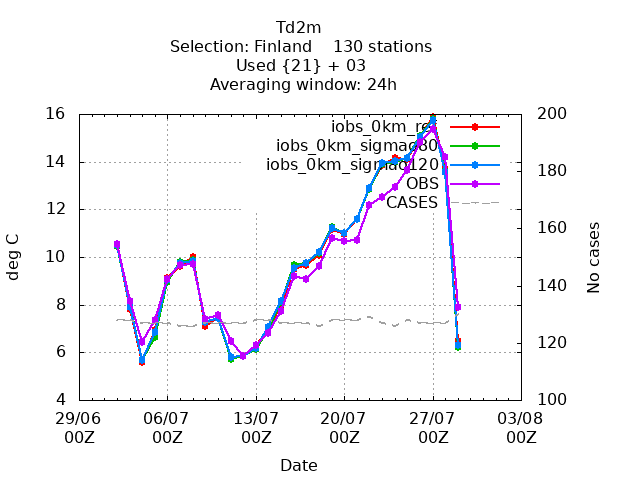 Td2m
Selection: Finland 130 stations
Used {21} + 03
Averaging window: 24h
iobs_0km_ref
iobs_0km_sigmao80
iobs_0km_sigmao120
OBS
CASES
16
14
12
10
8
6
4
deg C
200
180
160
140
120
100
No cases
29/06 06/07 13/07 20/07 27/07 03/08
00Z 00Z 00Z 00Z 00Z 00Z
Date